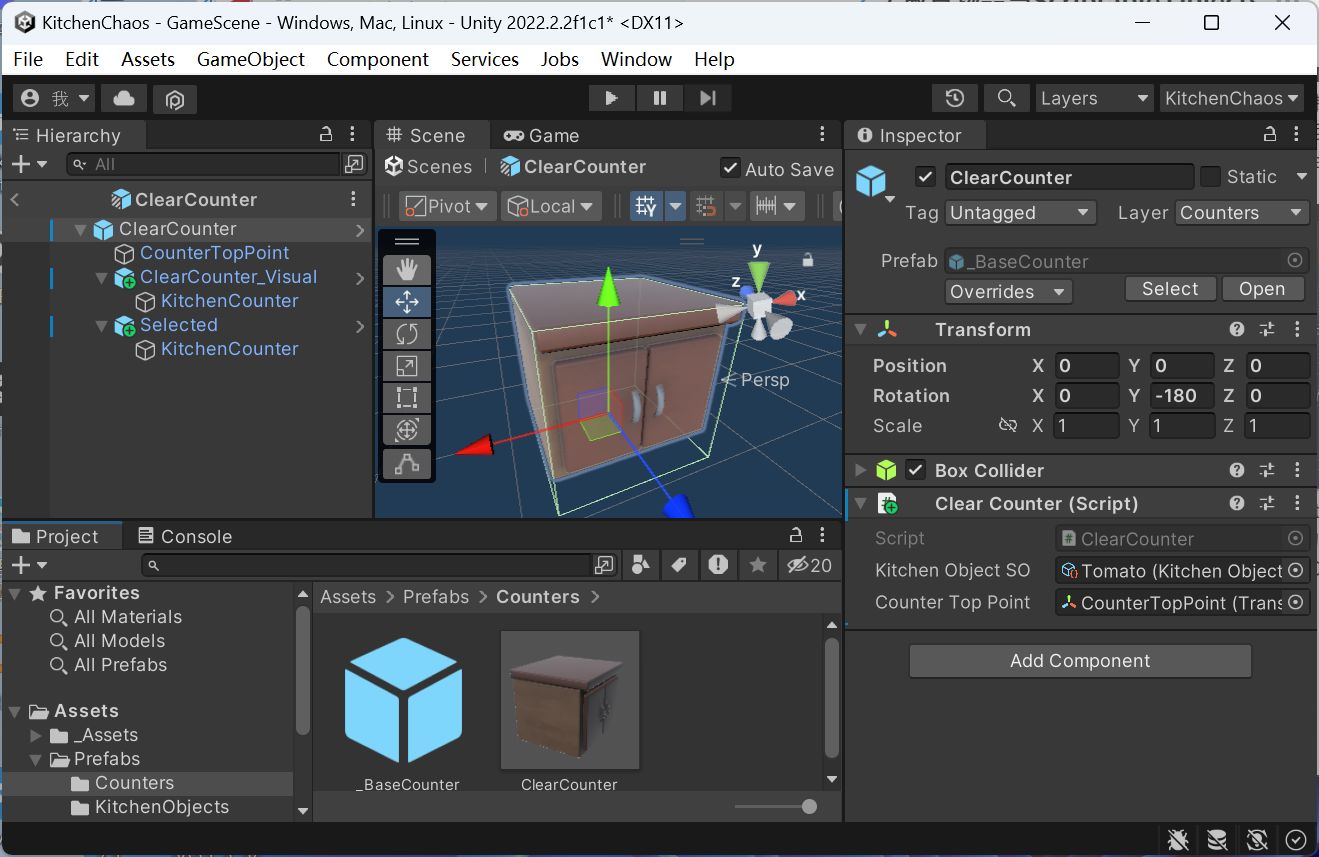 KitchenChaos - GameScene - Windows, Mac, Linux - Unity 2022.2.2f1c1* <DX11>
File Edit Assets GameObject Component Services Jobs Window Help
我 Layers KitchenChaos
Hierarchy
All
ClearCounter
ClearCounter
CounterTopPoint
ClearCounter_Visual
KitchenCounter
Selected
KitchenCounter
Scene Game
Scenes ClearCounter Auto Save
Pivot Local
y
z
x
Persp
Inspector
ClearCounter Static
Tag Untagged Layer Counters
Prefab _BaseCounter
Overrides Select Open
Transform
Position X 0 Y 0 Z 0
Rotation X 0 Y -180 Z 0
Scale X 1 Y 1 Z 1
Box Collider
Clear Counter (Script)
Script ClearCounter
Kitchen Object SO Tomato (Kitchen Object
Counter Top Point CounterTopPoint (Trans
Add Component
Project Console
20
Favorites
All Materials
All Models
All Prefabs
Assets
_Assets
Prefabs
Counters
KitchenObjects
Assets > Prefabs > Counters >
_BaseCounter ClearCounter